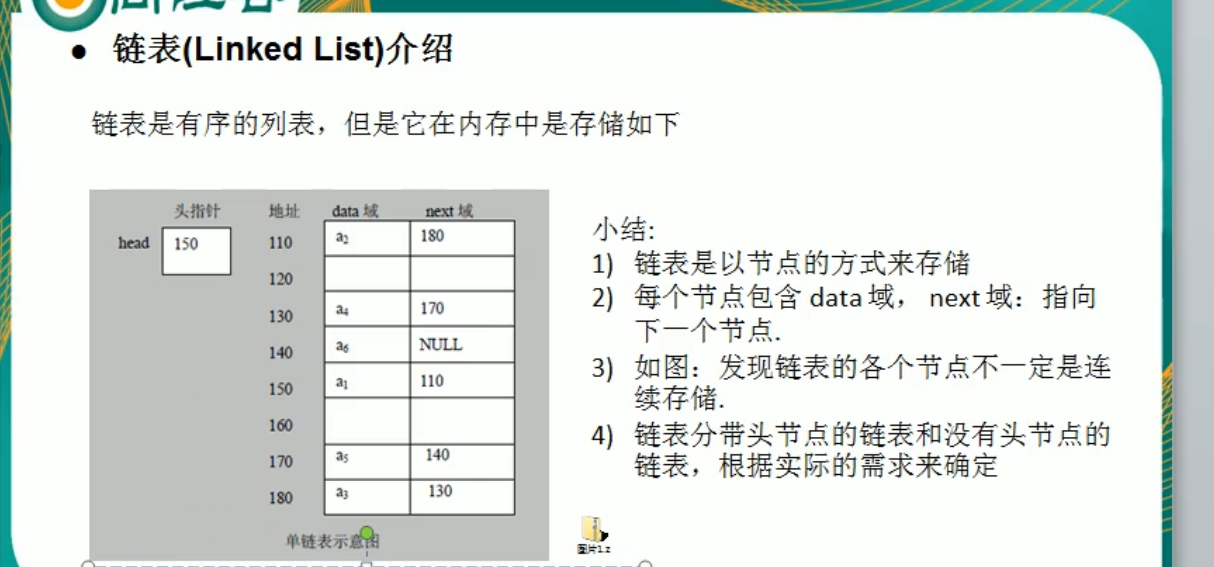 ● 链表(Linked List)介绍
链表是有序的列表，但是它在内存中是存储如下
头指针 地址 data 域 next 域
head 150 110 a₂ 180
120
130 a₄ 170
140 a₆ NULL
150 a₁ 110
160
170 a₅ 140
180 a₃ 130
单链表示意图
小结:
1) 链表是以节点的方式来存储
2) 每个节点包含 data 域， next 域：指向
下一个节点.
3) 如图：发现链表的各个节点不一定是连
续存储.
4) 链表分带头节点的链表和没有头节点的
链表，根据实际的需求来确定
图片1.z